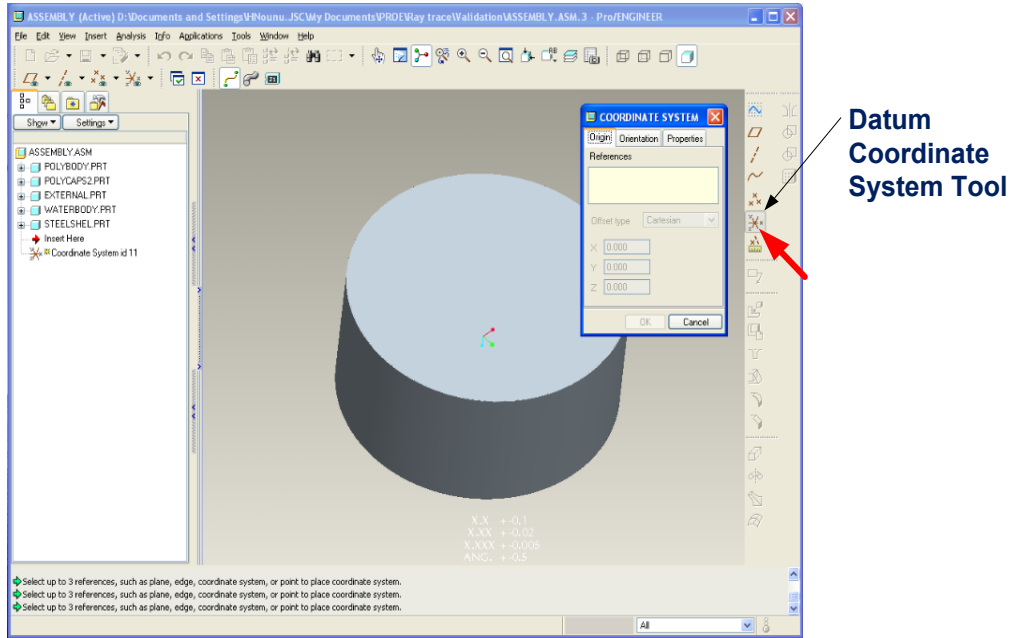 ASSEMBLY (Active) D:\Documents and Settings\HNounu.JSC\My Documents\PROE\Ray trace\Validation\ASSEMBLY.ASM.3 - Pro/ENGINEER
File Edit View Insert Analysis Info Applications Tools Window Help
Show Settings
ASSEMBLY.ASM
POLYBODY.PRT
POLYCAPS2.PRT
EXTERNAL.PRT
WATERBODY.PRT
STEELSHEL.PRT
Insert Here
Coordinate System id 11
COORDINATE SYSTEM
Origin Orientation Properties
References
Offset type Cartesian
X 0.000
Y 0.000
Z 0.000
OK Cancel
Datum
Coordinate
System Tool
X.X +-0.1
X.XX +-0.02
X.XXX +-0.005
ANG. +-0.5
Select up to 3 references, such as plane, edge, coordinate system, or point to place coordinate system.
Select up to 3 references, such as plane, edge, coordinate system, or point to place coordinate system.
Select up to 3 references, such as plane, edge, coordinate system, or point to place coordinate system.
All